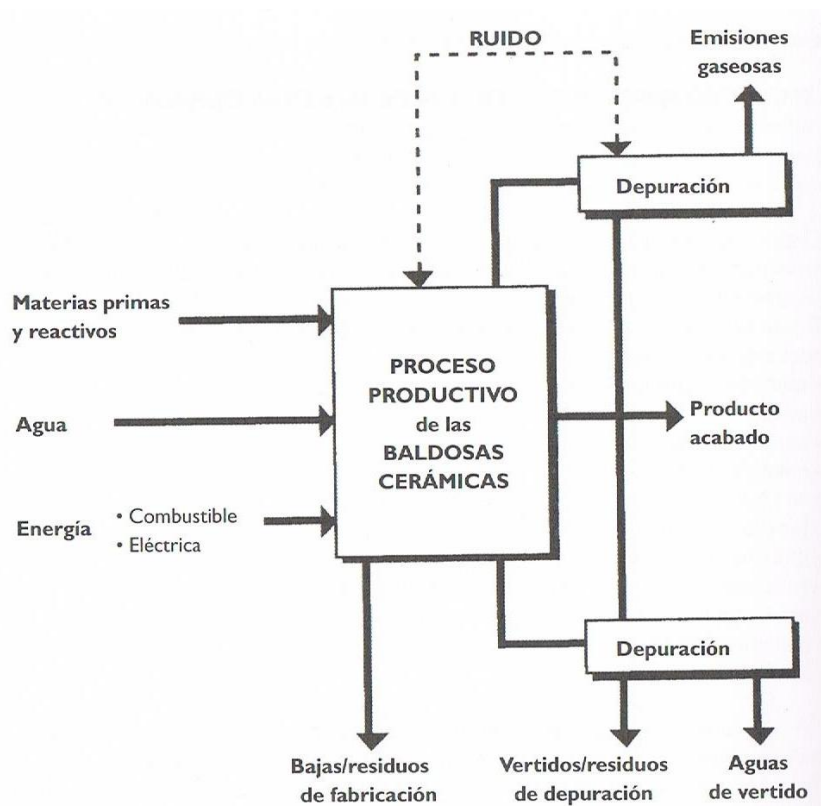 RUIDO
Emisiones
gaseosas
Depuración
Materias primas
y reactivos
PROCESO
PRODUCTIVO
de las
BALDOSAS
CERÁMICAS
Agua
Producto
acabado
Energía
• Combustible
• Eléctrica
Depuración
Bajas/residuos
de fabricación
Vertidos/residuos
de depuración
Aguas
de vertido